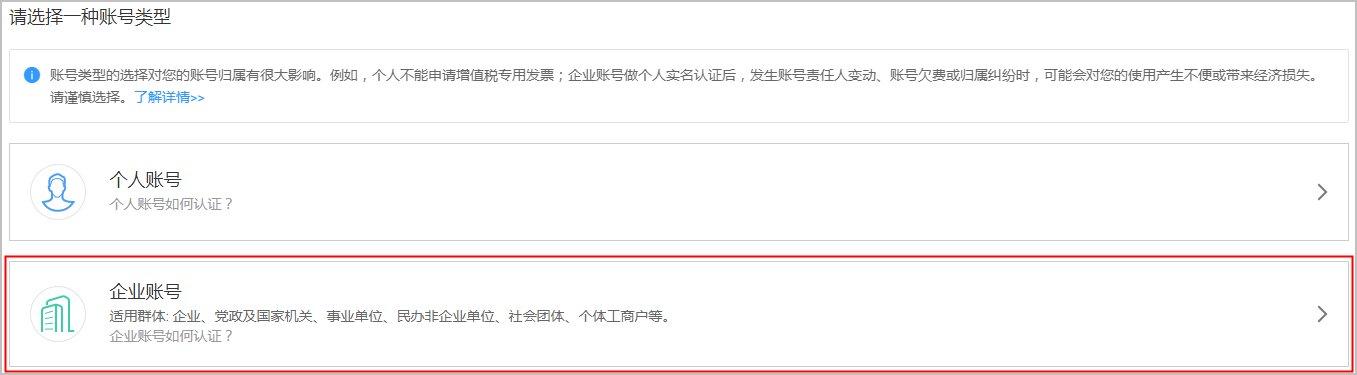 请选择一种账号类型
账号类型的选择对您的账号归属有很大影响。例如，个人不能申请增值税专用发票；企业账号做个人实名认证后，发生账号责任人变动、账号欠费或归属纠纷时，可能会对您的使用产生不便或带来经济损失。
请谨慎选择。了解详情>>
个人账号
个人账号如何认证？
企业账号
适用群体: 企业、党政及国家机关、事业单位、民办非企业单位、社会团体、个体工商户等。
企业账号如何认证？